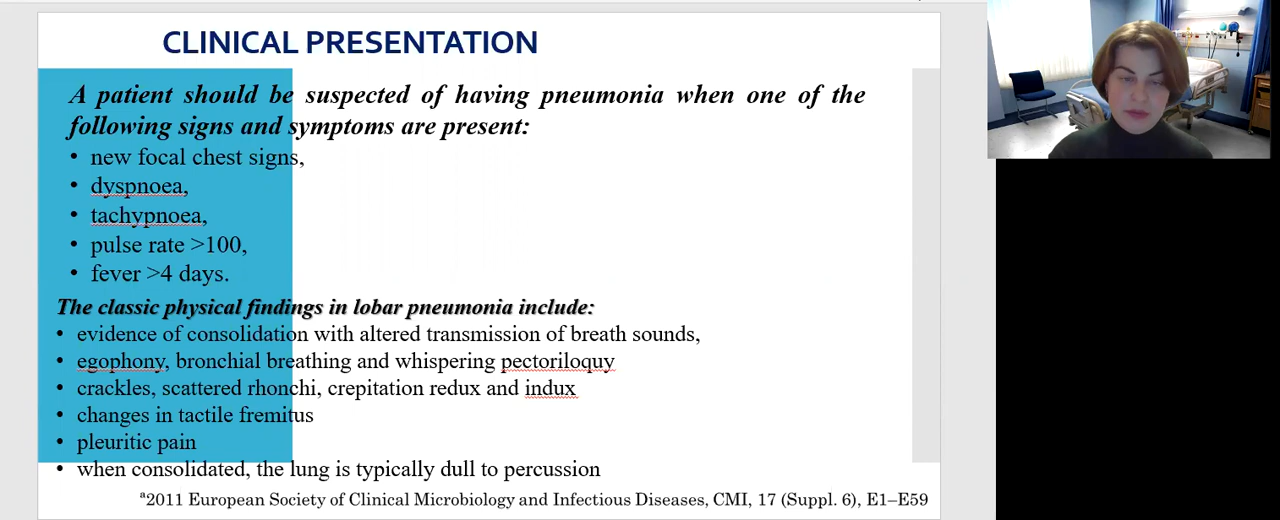 CLINICAL PRESENTATION
A patient should be suspected of having pneumonia when one of the
following signs and symptoms are present:
• new focal chest signs,
• dyspnoea,
• tachypnoea,
• pulse rate >100,
• fever >4 days.
The classic physical findings in lobar pneumonia include:
• evidence of consolidation with altered transmission of breath sounds,
• egophony, bronchial breathing and whispering pectoriloquy
• crackles, scattered rhonchi, crepitation redux and indux
• changes in tactile fremitus
• pleuritic pain
• when consolidated, the lung is typically dull to percussion
a2011 European Society of Clinical Microbiology and Infectious Diseases, CMI, 17 (Suppl. 6), E1–E59